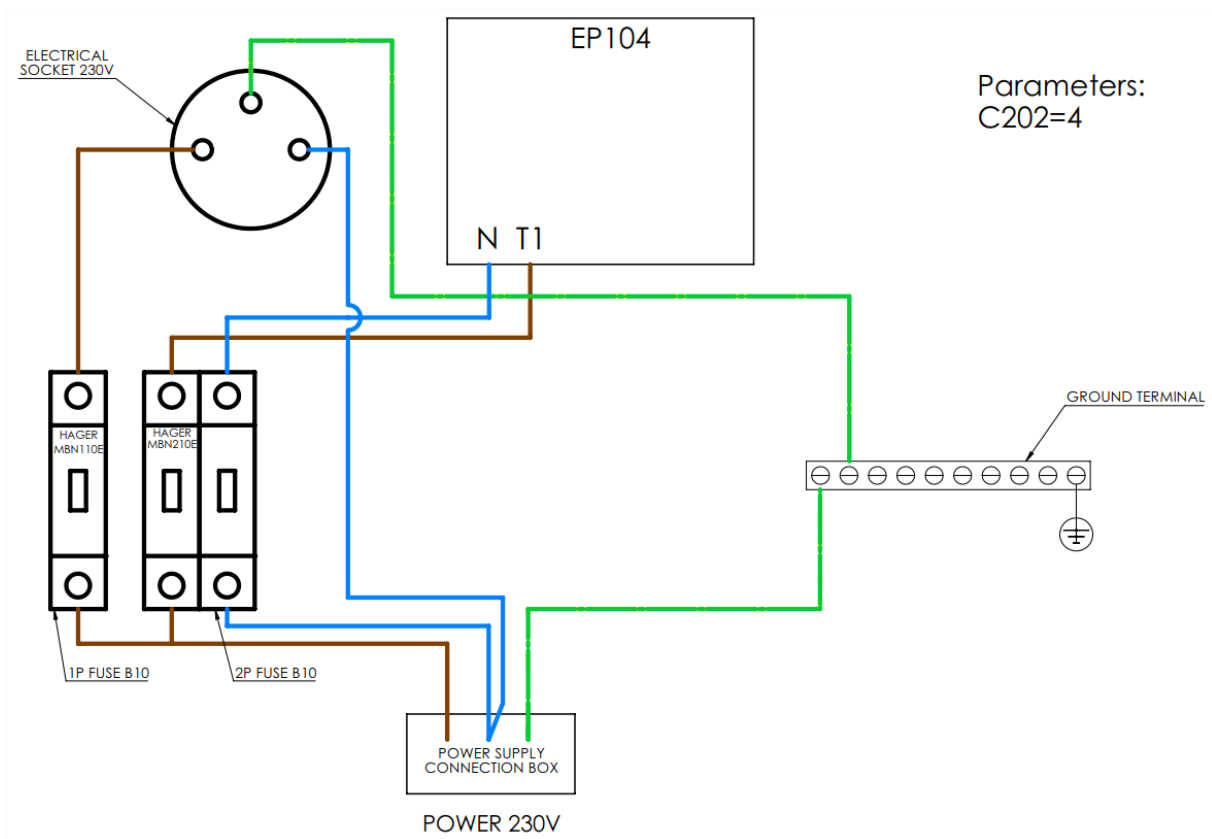 EP104
ELECTRICAL
SOCKET 230V
Parameters:
C202=4
N T1
GROUND TERMINAL
HAGER
MBN110E
HAGER
MBN210E
1P FUSE B10
2P FUSE B10
POWER SUPPLY
CONNECTION BOX
POWER 230V